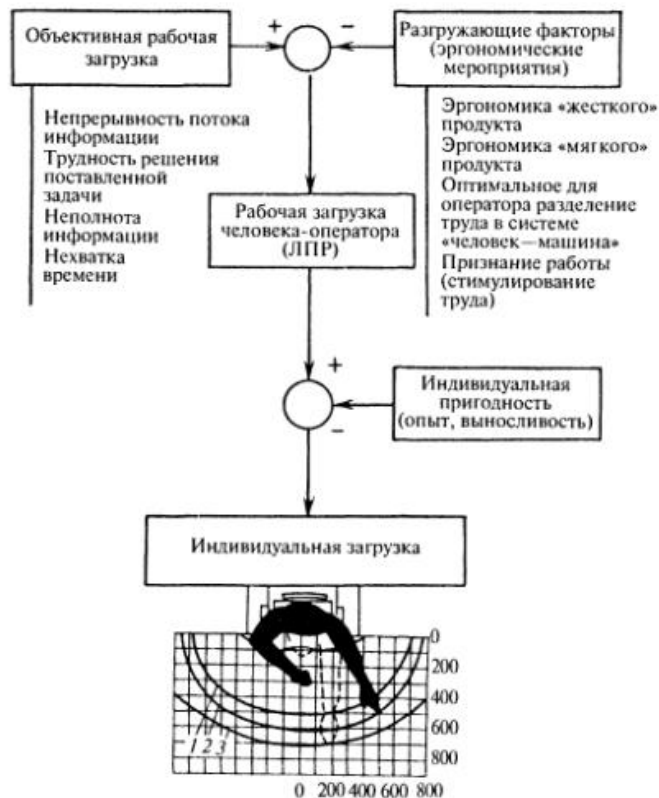 Объективная рабочая
загрузка
+
−
Разгружающие факторы
(эргономические
мероприятия)
Непрерывность потока
информации
Трудность решения
поставленной
задачи
Неполнота
информации
Нехватка
времени
Эргономика «жесткого»
продукта
Эргономика «мягкого»
продукта
Оптимальное для
оператора разделение
труда в системе
«человек—машина»
Признание работы
(стимулирование
труда)
Рабочая загрузка
человека-оператора
(ЛПР)
+
−
Индивидуальная
пригодность
(опыт, выносливость)
Индивидуальная загрузка
0
200
400
600
800
1 2 3
0 200 400 600 800